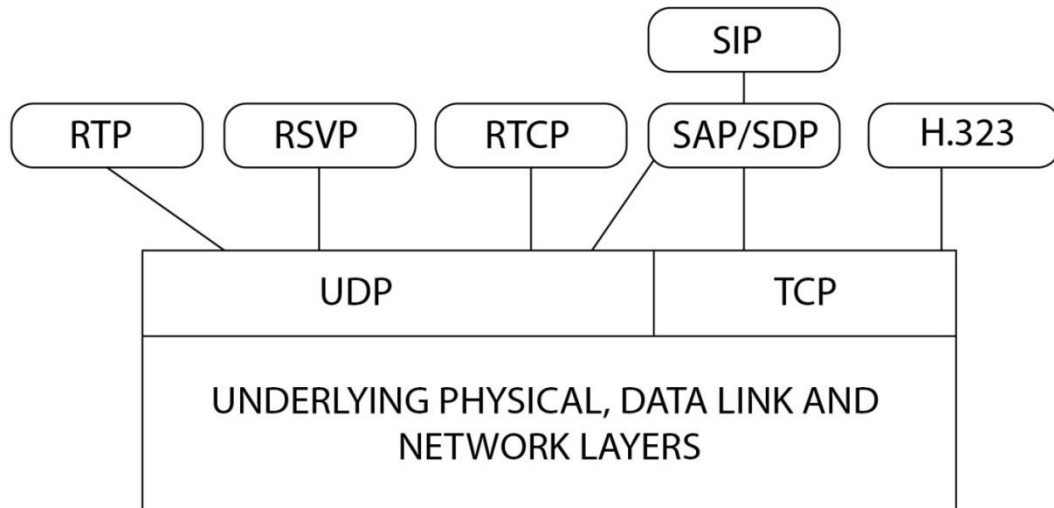 SIP
RTP
RSVP
RTCP
SAP/SDP
H.323
UDP
TCP
UNDERLYING PHYSICAL, DATA LINK AND
NETWORK LAYERS